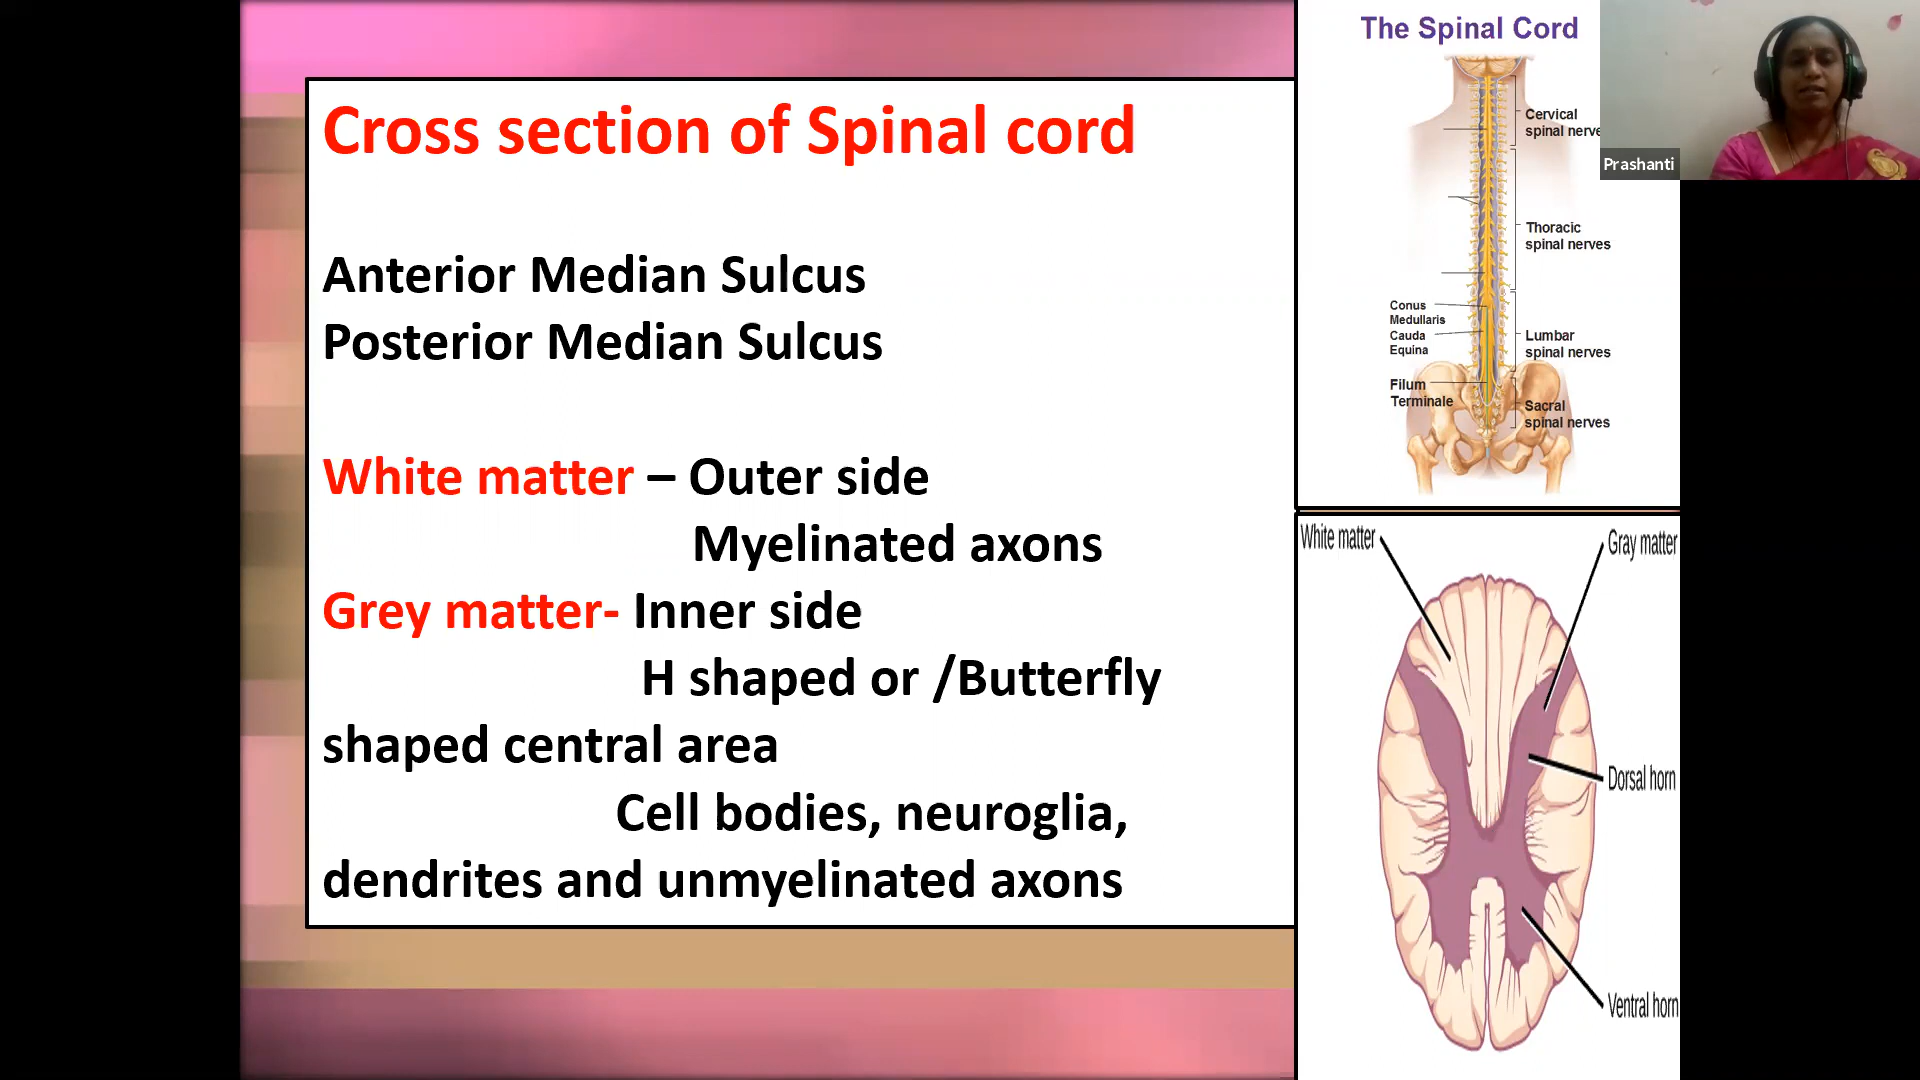 Cross section of Spinal cord
Anterior Median Sulcus
Posterior Median Sulcus
White matter – Outer side
Myelinated axons
Grey matter- Inner side
H shaped or /Butterfly
shaped central area
Cell bodies, neuroglia,
dendrites and unmyelinated axons
The Spinal Cord
Cervical
spinal nerve
Thoracic
spinal nerves
Conus
Medullaris
Cauda
Equina
Lumbar
spinal nerves
Filum
Terminale
Sacral
spinal nerves
Prashanti
White matter
Gray matter
Dorsal horn
Ventral horn